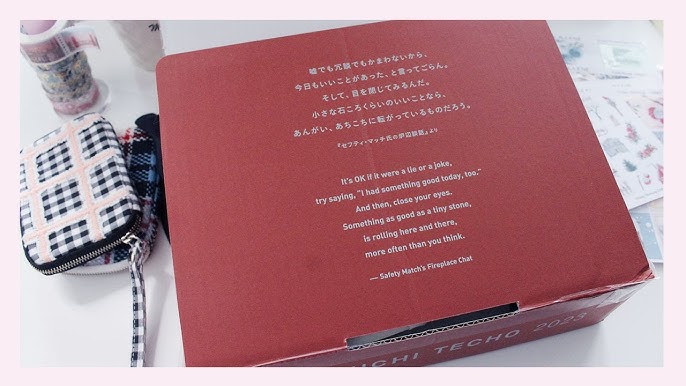 嘘でも冗談でもかまわないから、
今日もいいことがあった、と言ってごらん。
そして、目を閉じてみるんだ。
小さな石ころくらいのいいことなら、
あんがい、あちこちに転がっているものだろう。
『セフティ・マッチ氏の炉辺談話』より
It's OK if it were a lie or a joke,
try saying, "I had something good today, too."
And then, close your eyes.
Something as good as a tiny stone,
is rolling here and there,
more often than you think.
— Safety Match's Fireplace Chat
ICHI TECHO 2023